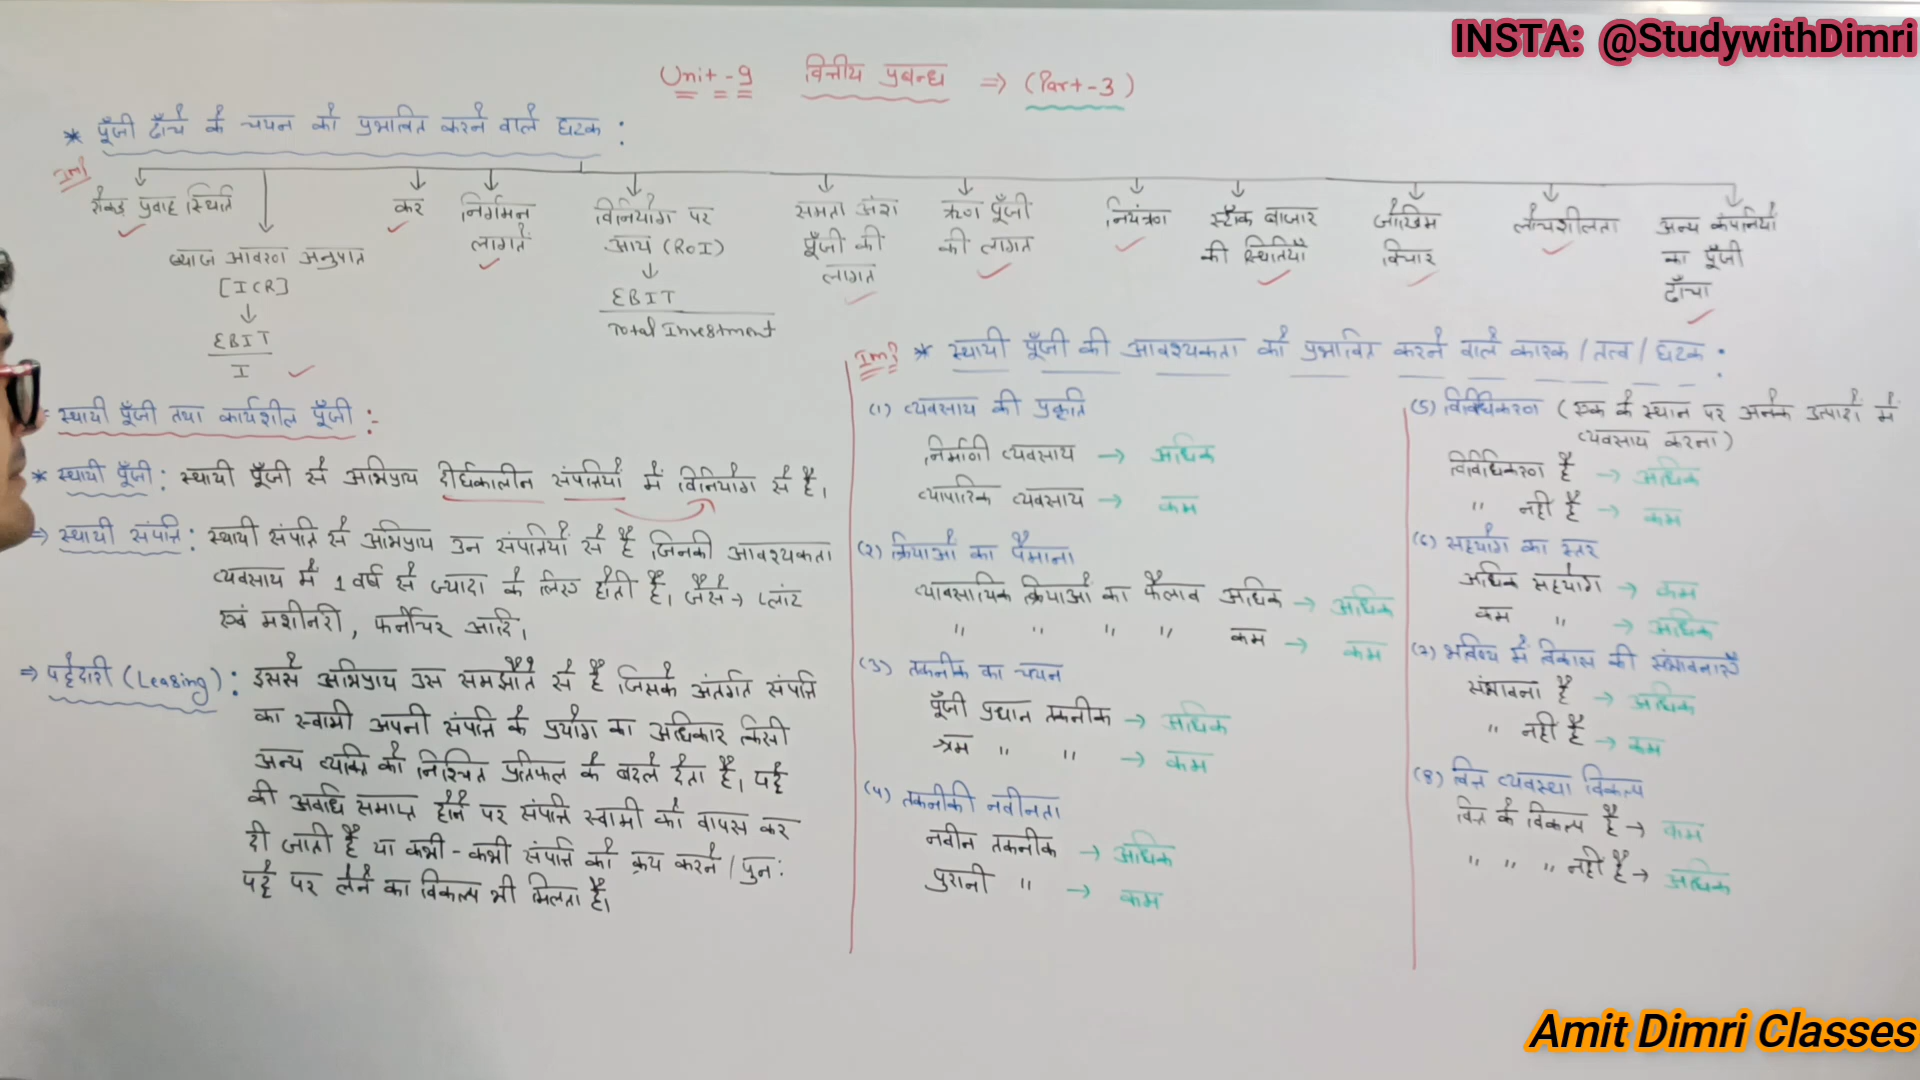 INSTA: @StudywithDimri
Unit-9 वित्तीय प्रबन्ध ⇒ (Part-3)
* पूँजी ढाँचे के चयन को प्रभावित करने वाले घटक :
Imp
रोकड़ प्रवाह स्थिति
ब्याज आवरण अनुपात
[ICR]
↓
EBIT
I
कर
निर्गमन
लागतें
विनियोग पर
आय (RoI)
↓
EBIT
Total Investment
समता अंश
पूँजी की
लागत
ऋण पूँजी
की लागत
नियंत्रण
स्टॉक बाजार
की स्थितियाँ
जोखिम
विचार
लोचशीलता
अन्य कंपनियों
का पूँजी
ढाँचा
* स्थायी पूँजी तथा कार्यशील पूँजी :-
* स्थायी पूँजी : स्थायी पूँजी से अभिप्राय दीर्घकालीन संपत्तियों में विनियोग से है।
⇒ स्थायी संपत्ति : स्थायी संपत्ति से अभिप्राय उन संपत्तियों से है जिनकी आवश्यकता
व्यवसाय में 1 वर्ष से ज्यादा के लिए होती है। जैसे → प्लांट
एवं मशीनरी, फर्नीचर आदि।
⇒ पट्टेदारी (Leasing) : इससे अभिप्राय उस समझौते से है जिसके अंतर्गत संपत्ति
का स्वामी अपनी संपत्ति के प्रयोग का अधिकार किसी
अन्य व्यक्ति को निश्चित प्रतिफल के बदले देता है। पट्टे
की अवधि समाप्त होने पर संपत्ति स्वामी को वापस कर
दी जाती है या कभी-कभी संपत्ति को क्रय करने / पुनः
पट्टे पर लेने का विकल्प भी मिलता है।
Imp * स्थायी पूँजी की आवश्यकता को प्रभावित करने वाले कारक / तत्व / घटक :
(1) व्यवसाय की प्रकृति
निर्माणी व्यवसाय → अधिक
व्यापारिक व्यवसाय → कम
(2) क्रियाओं का पैमाना
व्यावसायिक क्रियाओं का फैलाव अधिक → अधिक
" " " " कम → कम
(3) तकनीक का चयन
पूँजी प्रधान तकनीक → अधिक
श्रम " " → कम
(4) तकनीकी नवीनता
नवीन तकनीक → अधिक
पुरानी " → कम
(5) विविधिकरण (एक के स्थान पर अनेक उत्पादों में
व्यवसाय करना)
विविधिकरण है → अधिक
" नहीं है → कम
(6) सहयोग का स्तर
अधिक सहयोग → कम
कम " → अधिक
(7) भविष्य में विकास की संभावनाएँ
संभावना है → अधिक
" नहीं है → कम
(8) वित्त व्यवस्था विकल्प
वित्त के विकल्प है → कम
" " " नहीं है → अधिक
Amit Dimri Classes